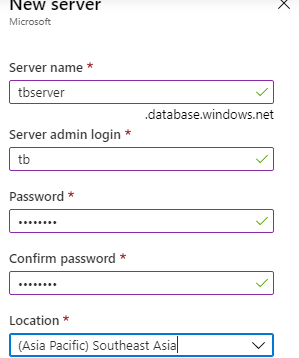 New server
Microsoft
Server name *
tbserver
.database.windows.net
Server admin login *
tb
Password *
••••••••
Confirm password *
••••••••
Location *
(Asia Pacific) Southeast Asia